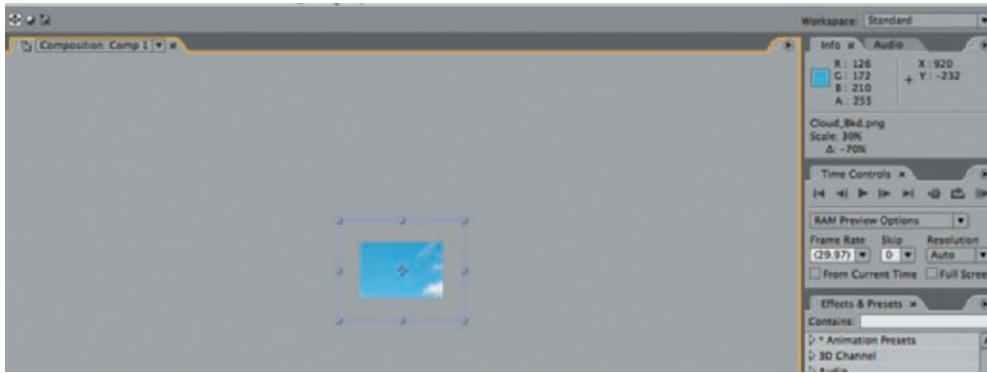 Workspace: Standard
Composition: Comp 1
Info Audio
R: 126 X: 920
G: 172 Y: -232
B: 210
A: 255
Cloud_Bkd.png
Scale: 30%
Δ: -70%
Time Controls
RAM Preview Options
Frame Rate Skip Resolution
(29.97) 0 Auto
From Current Time Full Scree
Effects & Presets
Contains:
* Animation Presets
3D Channel
Audio